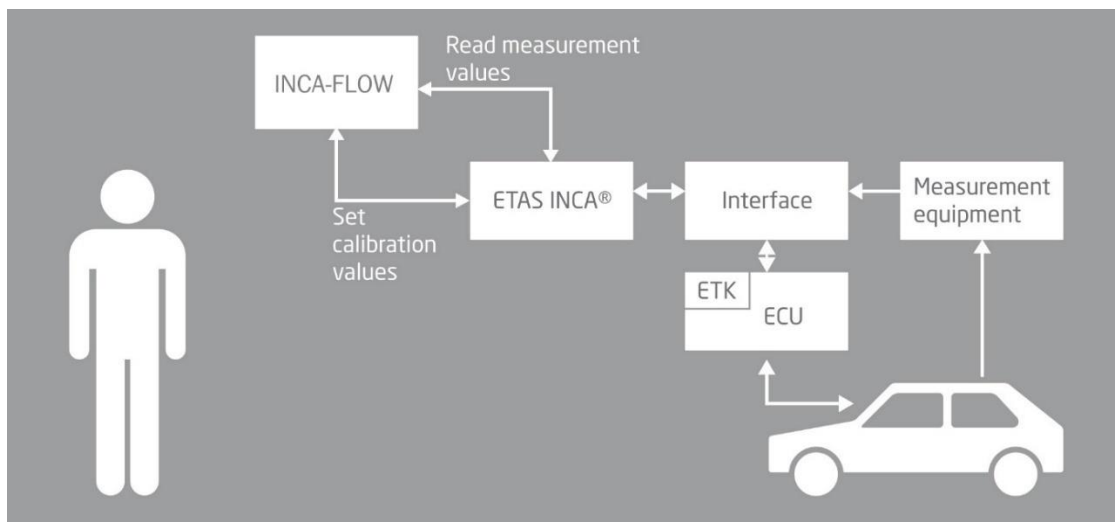 INCA-FLOW
Read measurement
values
Set
calibration
values
ETAS INCA®
Interface
Measurement
equipment
ETK
ECU